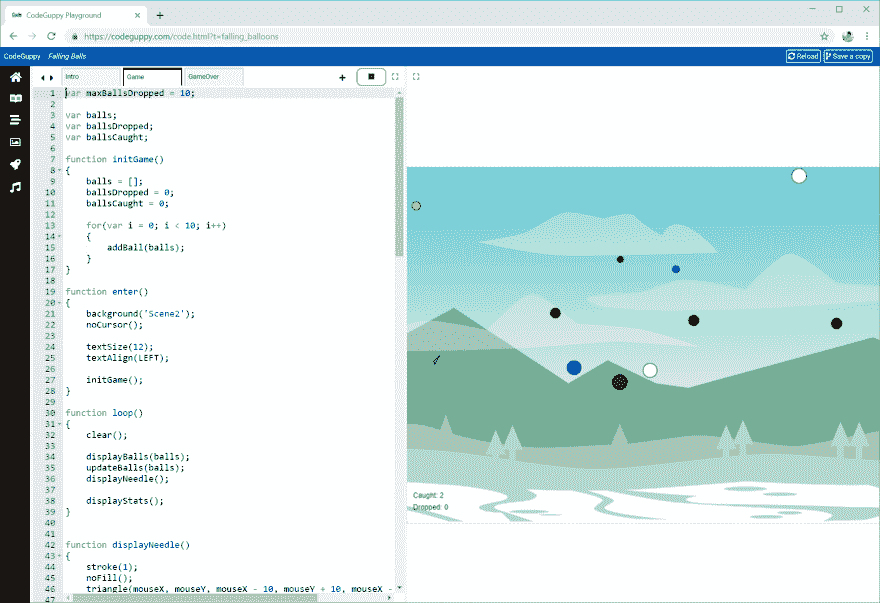 CodeGuppy Playground
https://codeguppy.com/code.html?t=falling_balloons
CodeGuppy Falling Balls Reload Save a copy
Intro Game GameOver
1 var maxBallsDropped = 10;
2
3 var balls;
4 var ballsDropped;
5 var ballsCaught;
6
7 function initGame()
8 {
9 balls = [];
10 ballsDropped = 0;
11 ballsCaught = 0;
12
13 for(var i = 0; i < 10; i++)
14 {
15 addBall(balls);
16 }
17 }
18
19 function enter()
20 {
21 background('Scene2');
22 noCursor();
23
24 textSize(12);
25 textAlign(LEFT);
26
27 initGame();
28 }
29
30 function loop()
31 {
32 clear();
33
34 displayBalls(balls);
35 updateBalls(balls);
36 displayNeedle();
37
38 displayStats();
39 }
40
41
42 function displayNeedle()
43 {
44 stroke(1);
45 noFill();
46 triangle(mouseX, mouseY, mouseX - 10, mouseY + 10, mouseX -
47
Caught: 2
Dropped: 0